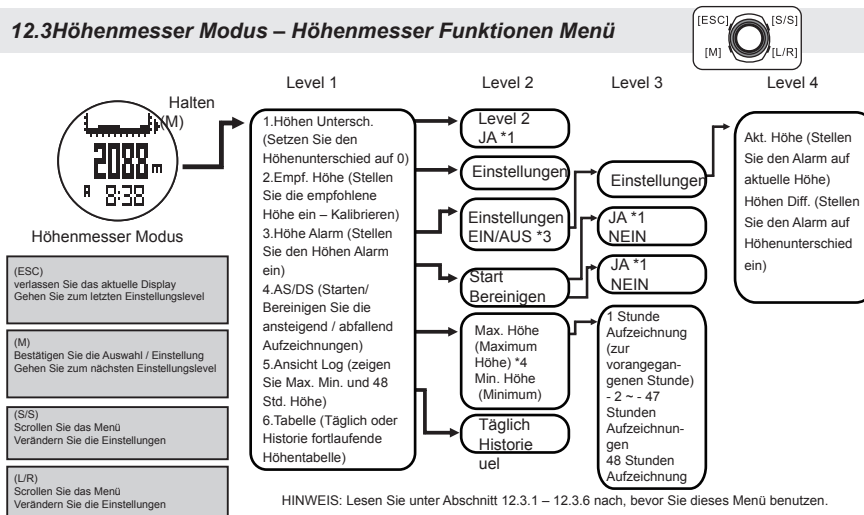 12.3Höhenmesser Modus – Höhenmesser Funktionen Menü
[ESC]
[S/S]
[M]
[L/R]
Level 1
Level 2
Level 3
Level 4
Halten
(M)
2088 m
A 8:38
Höhenmesser Modus
(ESC)
verlassen Sie das aktuelle Display
Gehen Sie zum letzten Einstellungslevel
(M)
Bestätigen Sie die Auswahl / Einstellung
Gehen Sie zum nächsten Einstellungslevel
(S/S)
Scrollen Sie das Menü
Verändern Sie die Einstellungen
(L/R)
Scrollen Sie das Menü
Verändern Sie die Einstellungen
1.Höhen Untersch.
(Setzen Sie den
Höhenunterschied auf 0)
2.Empf. Höhe (Stellen
Sie die empfohlene
Höhe ein – Kalibrieren)
3.Höhe Alarm (Stellen
Sie den Höhen Alarm
ein)
4.AS/DS (Starten/
Bereinigen Sie die
ansteigend / abfallend
Aufzeichnungen)
5.Ansicht Log (zeigen
Sie Max. Min. und 48
Std. Höhe)
6.Tabelle (Täglich oder
Historie fortlaufende
Höhentabelle)
Level 2
JA *1
Einstellungen
Einstellungen
EIN/AUS *3
Start
Bereinigen
Max. Höhe
(Maximum
Höhe) *4
Min. Höhe
(Minimum)
Täglich
Historie
uel
Einstellungen
JA *1
NEIN
JA *1
NEIN
1 Stunde
Aufzeichnung
(zur
vorangegan-
genen Stunde)
- 2 ~ - 47
Stunden
Aufzeichnun-
gen
48 Stunden
Aufzeichnung
Akt. Höhe (Stellen
Sie den Alarm auf
aktuelle Höhe)
Höhen Diff. (Stellen
Sie den Alarm auf
Höhenunterschied
ein)
HINWEIS: Lesen Sie unter Abschnitt 12.3.1 – 12.3.6 nach, bevor Sie dieses Menü benutzen.